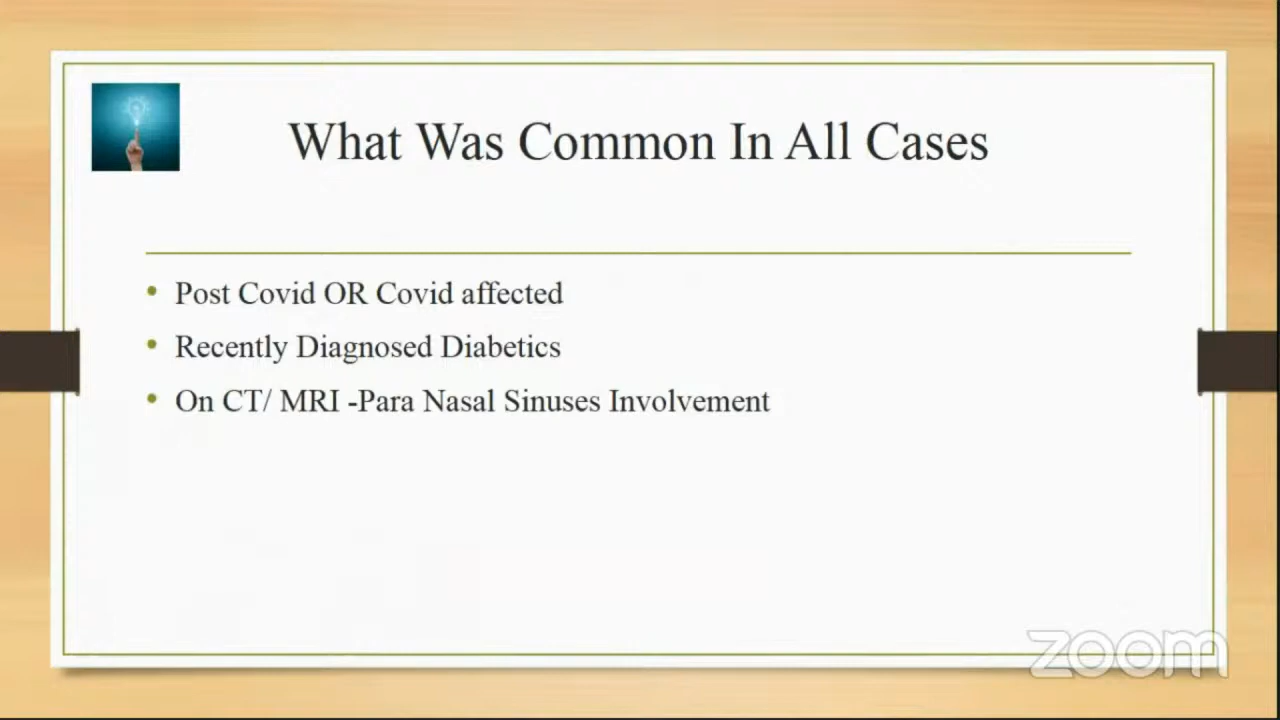 What Was Common In All Cases
• Post Covid OR Covid affected
• Recently Diagnosed Diabetics
• On CT/ MRI -Para Nasal Sinuses Involvement
zoom